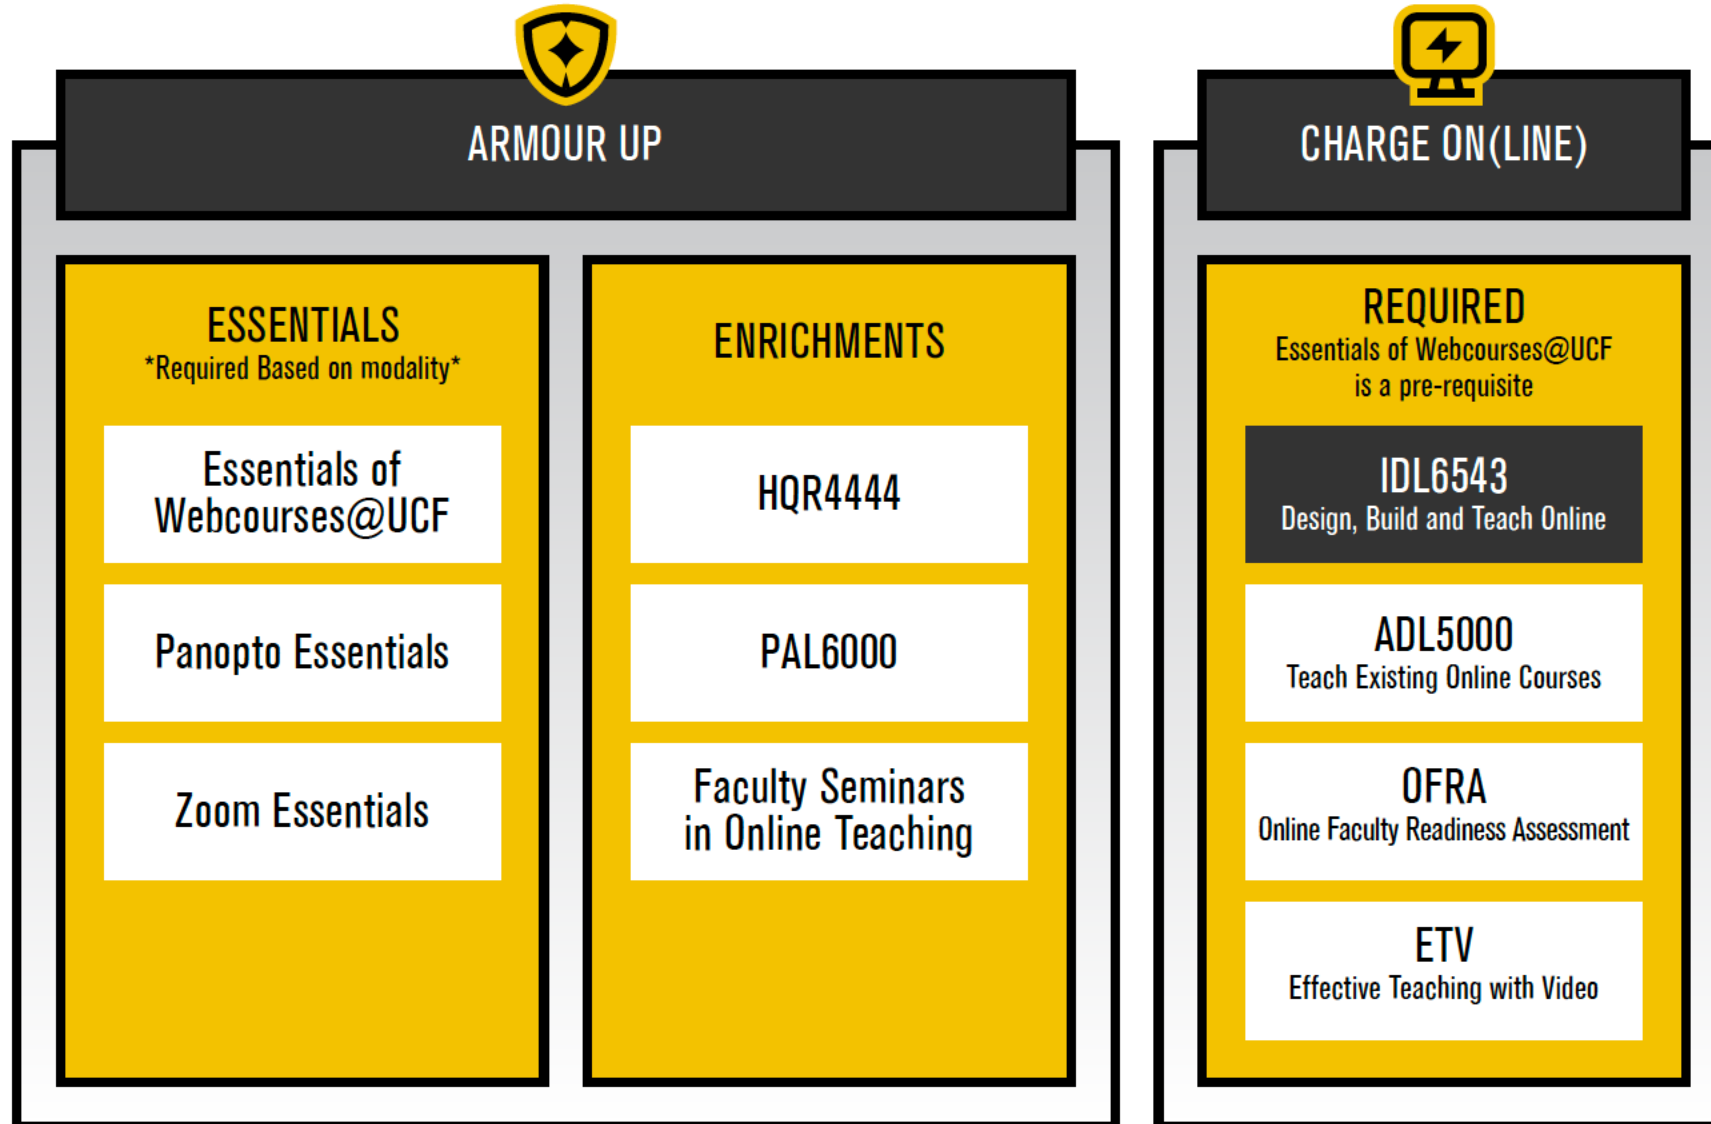 ARMOUR UP
ESSENTIALS
*Required Based on modality*
Essentials of
Webcourses@UCF
Panopto Essentials
Zoom Essentials
ENRICHMENTS
HQR4444
PAL6000
Faculty Seminars
in Online Teaching
CHARGE ON(LINE)
REQUIRED
Essentials of Webcourses@UCF
is a pre-requisite
IDL6543
Design, Build and Teach Online
ADL5000
Teach Existing Online Courses
OFRA
Online Faculty Readiness Assessment
ETV
Effective Teaching with Video